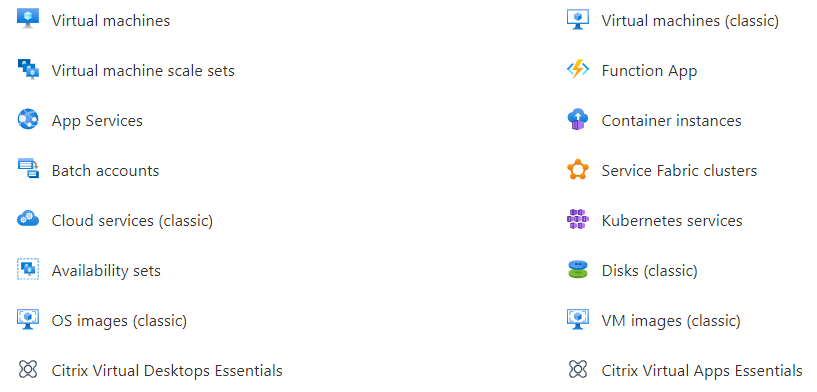 Virtual machines
Virtual machines (classic)
Virtual machine scale sets
Function App
App Services
Container instances
Batch accounts
Service Fabric clusters
Cloud services (classic)
Kubernetes services
Availability sets
Disks (classic)
OS images (classic)
VM images (classic)
Citrix Virtual Desktops Essentials
Citrix Virtual Apps Essentials